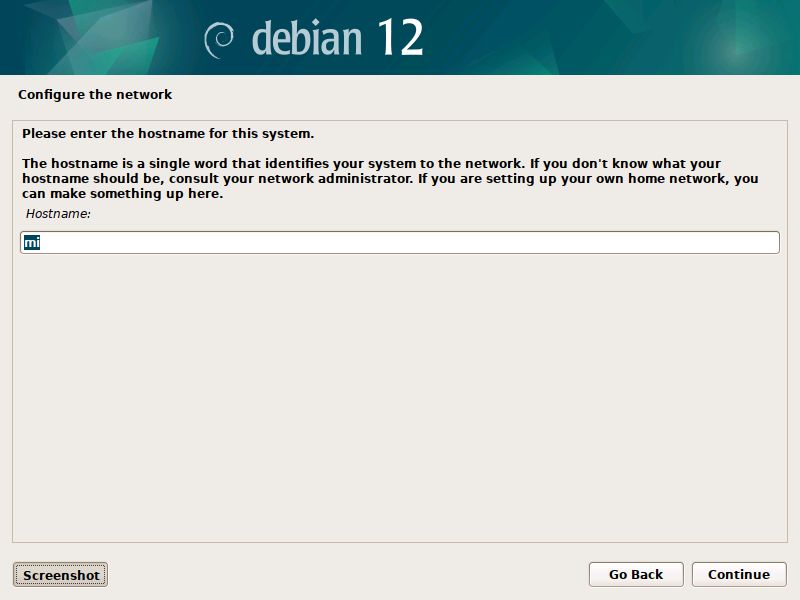 debian 12
Configure the network
Please enter the hostname for this system.
The hostname is a single word that identifies your system to the network. If you don't know what your
hostname should be, consult your network administrator. If you are setting up your own home network, you
can make something up here.
Hostname:
mi
Screenshot
Go Back
Continue